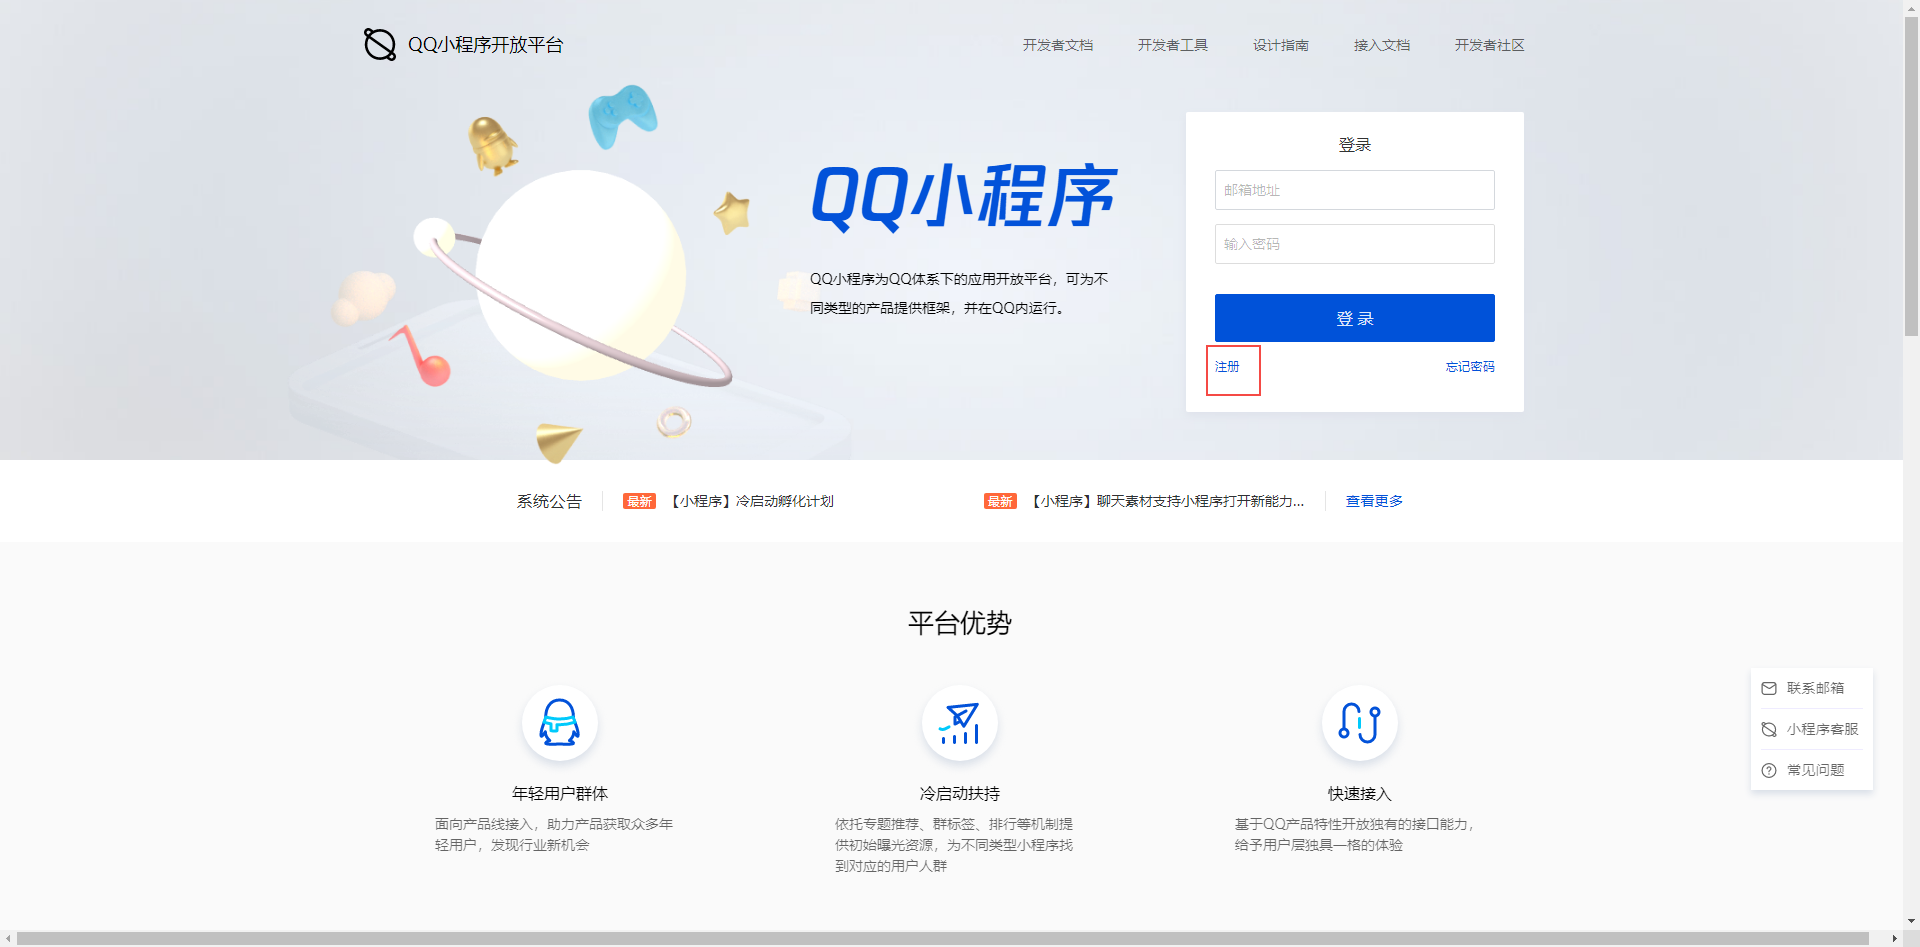 QQ小程序开放平台
开发者文档
开发者工具
设计指南
接入文档
开发者社区
QQ小程序
QQ小程序为QQ体系下的应用开放平台，可为不
同类型的产品提供框架，并在QQ内运行。
登录
邮箱地址
输入密码
登 录
注册
忘记密码
系统公告
最新 【小程序】冷启动孵化计划
最新 【小程序】聊天素材支持小程序打开新能力...
查看更多
平台优势
年轻用户群体
面向产品线接入，助力产品获取众多年
轻用户，发现行业新机会
冷启动扶持
依托专题推荐、群标签、排行等机制提
供初始曝光资源，为不同类型小程序找
到对应的用户人群
快速接入
基于QQ产品特性开放独有的接口能力，
给予用户层独具一格的体验
联系邮箱
小程序客服
常见问题